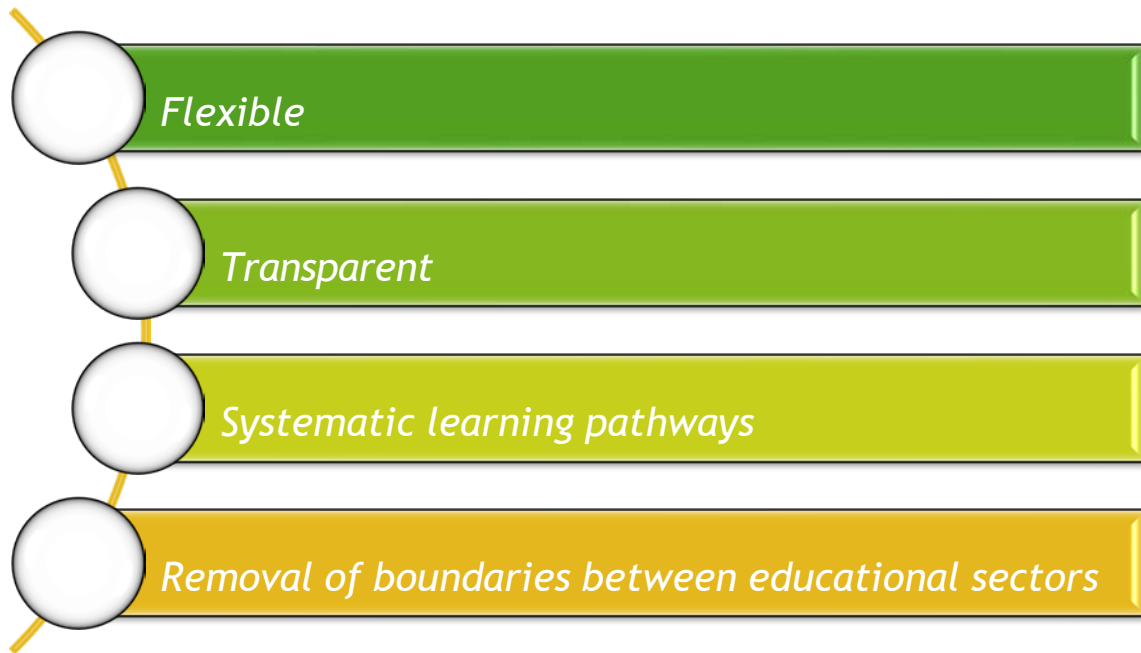 Flexible
Transparent
Systematic learning pathways
Removal of boundaries between educational sectors